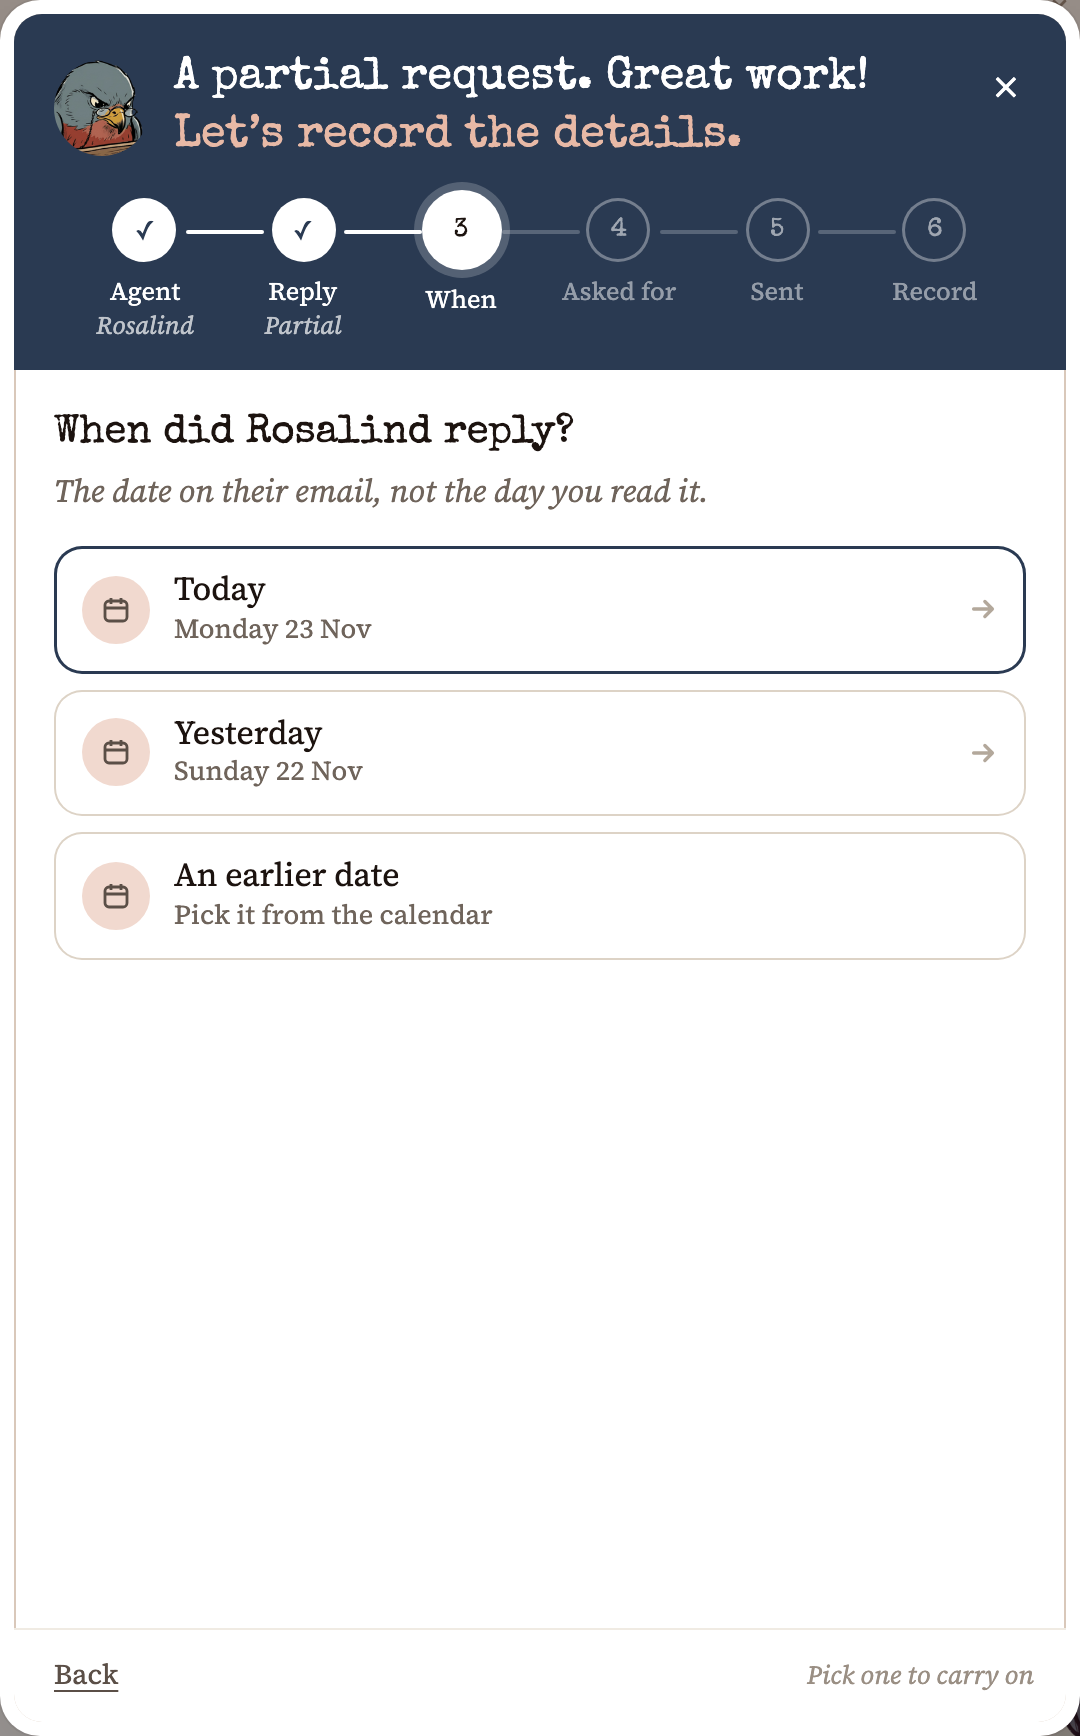 A partial request. Great work!
Let's record the details.
✓ ✓ 3 4 5 6
Agent Reply When Asked for Sent Record
Rosalind Partial
When did Rosalind reply?
The date on their email, not the day you read it.
Today
Monday 23 Nov
Yesterday
Sunday 22 Nov
An earlier date
Pick it from the calendar
Back Pick one to carry on